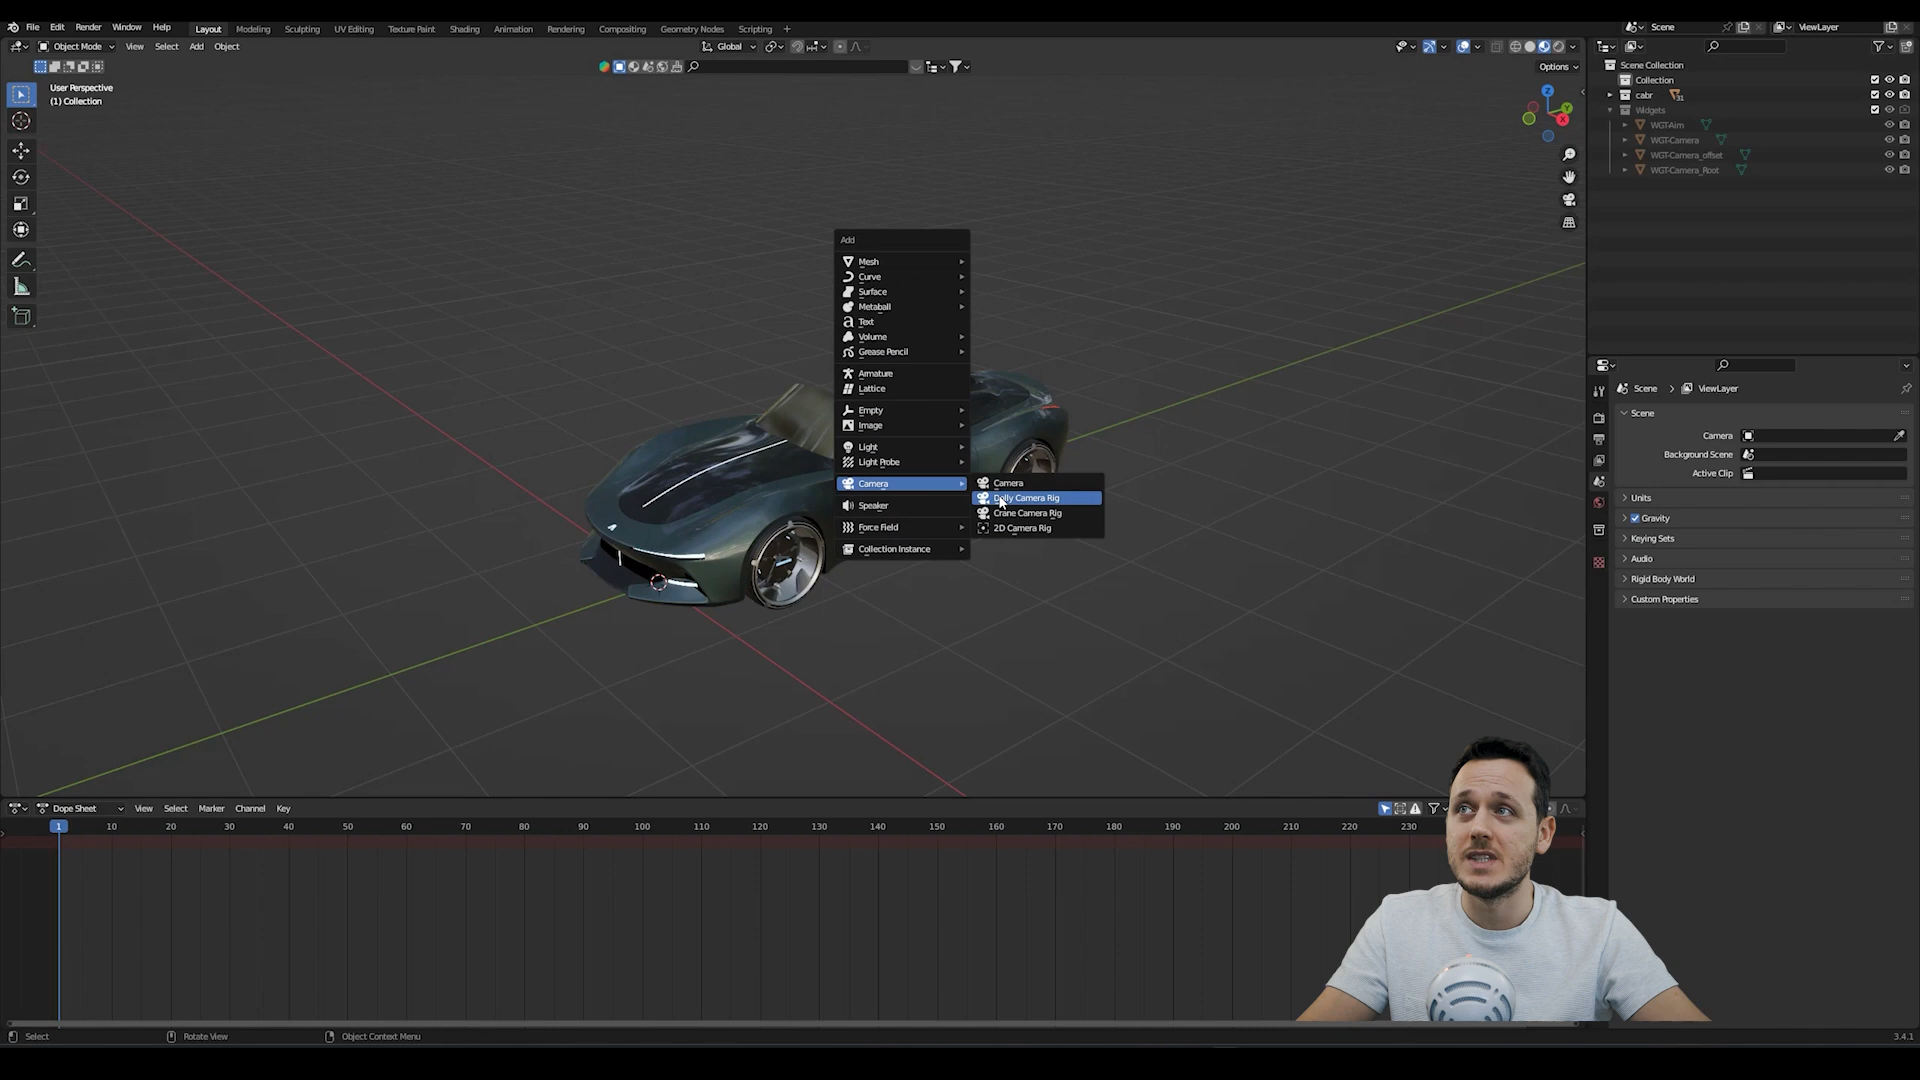 File Edit Render Window Help Layout Modeling Sculpting UV Editing Texture Paint Shading Animation Rendering Compositing Geometry Nodes Scripting + Scene ViewLayer
Object Mode View Select Add Object Global
Options
User Perspective
(1) Collection
Z
Y
X
Add
Mesh
Curve
Surface
Metaball
Text
Volume
Grease Pencil
Armature
Lattice
Empty
Image
Light
Light Probe
Camera
Speaker
Force Field
Collection Instance
Camera
Dolly Camera Rig
Crane Camera Rig
2D Camera Rig
Scene Collection
Collection
cabr 31
Widgets
WGT-Aim
WGT-Camera
WGT-Camera_offset
WGT-Camera_Root
Scene > ViewLayer
Scene
Camera
Background Scene
Active Clip
Units
Gravity
Keying Sets
Audio
Rigid Body World
Custom Properties
Dope Sheet View Select Marker Channel Key
1 10 20 30 40 50 60 70 80 90 100 110 120 130 140 150 160 170 180 190 200 210 220 230
Select Rotate View Object Context Menu 3.4.1